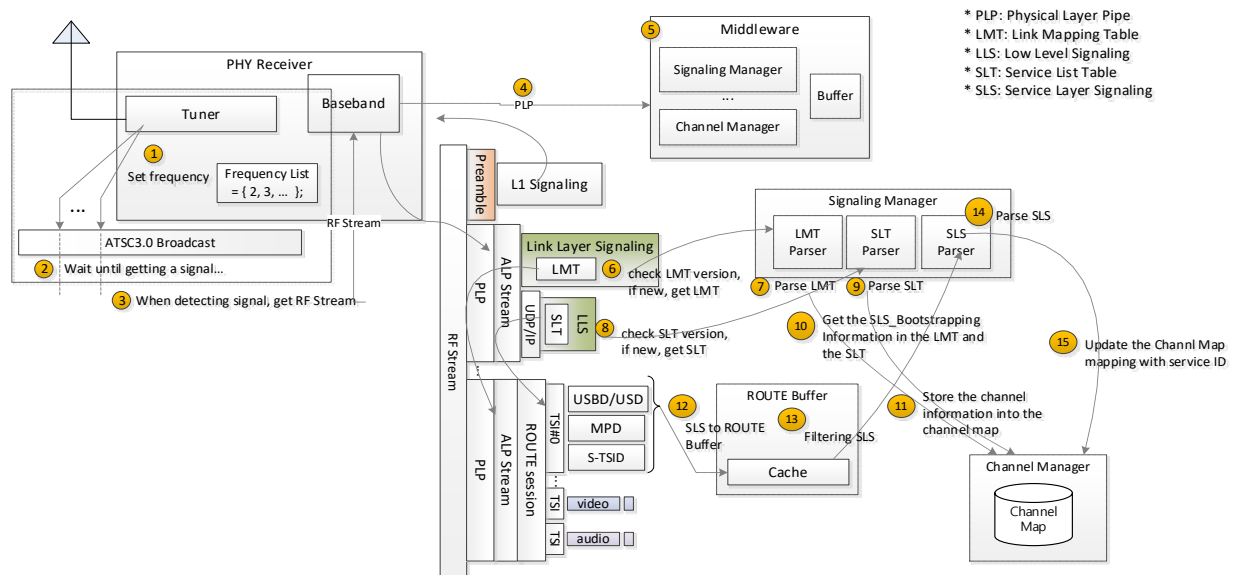 * PLP: Physical Layer Pipe
* LMT: Link Mapping Table
* LLS: Low Level Signaling
* SLT: Service List Table
* SLS: Service Layer Signaling
PHY Receiver
Tuner
Baseband
1
Set frequency
Frequency List
= { 2, 3, ... };
...
ATSC3.0 Broadcast
2
Wait until getting a signal...
3
When detecting signal, get RF Stream
RF Stream
4
PLP
5
Middleware
Signaling Manager
...
Channel Manager
Buffer
RF Stream
Preamble
L1 Signaling
PLP
ALP Stream
Link Layer Signaling
LMT
6
check LMT version,
if new, get LMT
UDP/IP
SLT
LLS
8
check SLT version,
if new, get SLT
...
PLP
ALP Stream
ROUTE session
TSI#0
USBD/USD
MPD
S-TSID
...
TSI
video
TSI
audio
12
SLS to ROUTE
Buffer
ROUTE Buffer
13
Filtering SLS
Cache
Signaling Manager
LMT
Parser
SLT
Parser
SLS
Parser
14
Parse SLS
7
Parse LMT
9
Parse SLT
10
Get the SLS_Bootstrapping
Information in the LMT and
the SLT
11
Store the channel
information into the
channel map
15
Update the Channl Map
mapping with service ID
Channel Manager
Channel
Map